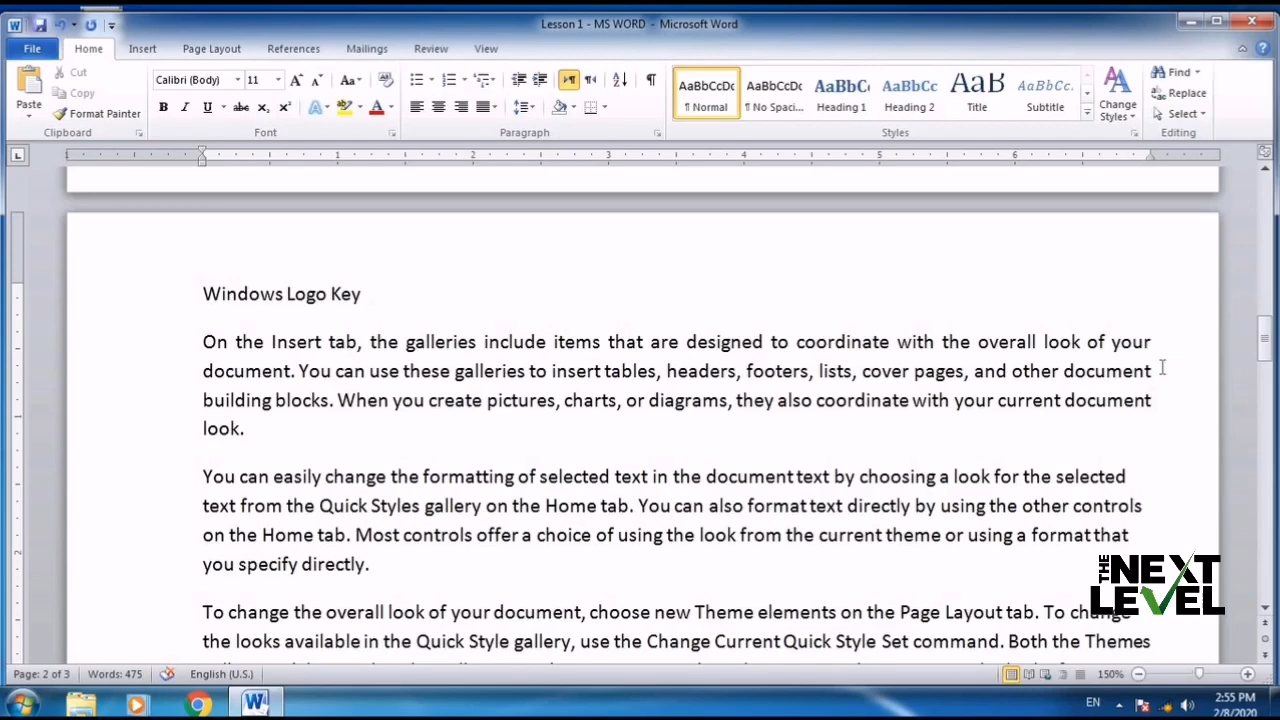 Lesson 1 - MS WORD - Microsoft Word
File Home Insert Page Layout References Mailings Review View
Paste
Cut
Copy
Format Painter
Clipboard
Calibri (Body) 11
Font
Paragraph
AaBbCcDc AaBbCcDc AaBbC AaBbCc AaB AaBbCc.
¶ Normal ¶ No Spaci... Heading 1 Heading 2 Title Subtitle
Change
Styles
Styles
Find
Replace
Select
Editing
1 1 2 3 4 5 6
Windows Logo Key
On the Insert tab, the galleries include items that are designed to coordinate with the overall look of your
document. You can use these galleries to insert tables, headers, footers, lists, cover pages, and other document
building blocks. When you create pictures, charts, or diagrams, they also coordinate with your current document
look.
You can easily change the formatting of selected text in the document text by choosing a look for the selected
text from the Quick Styles gallery on the Home tab. You can also format text directly by using the other controls
on the Home tab. Most controls offer a choice of using the look from the current theme or using a format that
you specify directly.
To change the overall look of your document, choose new Theme elements on the Page Layout tab. To change
the looks available in the Quick Style gallery, use the Change Current Quick Style Set command. Both the Themes
THE NEXT
LEVEL
Page: 2 of 3 Words: 475 English (U.S.) 150%
EN 2:55 PM
2/8/2020